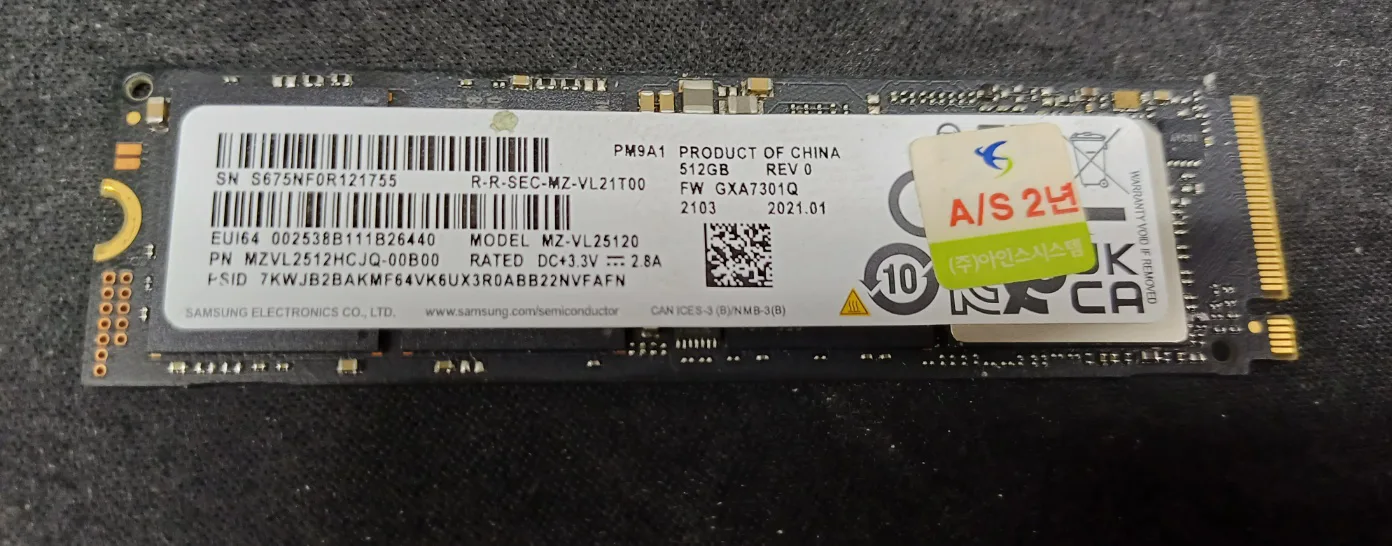 PM9A1 PRODUCT OF CHINA
512GB REV 0
FW GXA7301Q
2103 2021.01
SN S675NF0R121755 R-R-SEC-MZ-VL21T00
EUI64 002538B111B26440 MODEL MZ-VL25120
PN MZVL2512HCJQ-00B00 RATED DC+3.3V ⎓ 2.8A
PSID 7KWJB2BAKMF64VK6UX3R0ABB22NVFAFN
SAMSUNG ELECTRONICS CO., LTD. www.samsung.com/semiconductor CAN ICES-3 (B)/NMB-3(B)
A/S 2년
(주)아인스시스템
10
UK
CA
WARRANTY VOID IF REMOVED